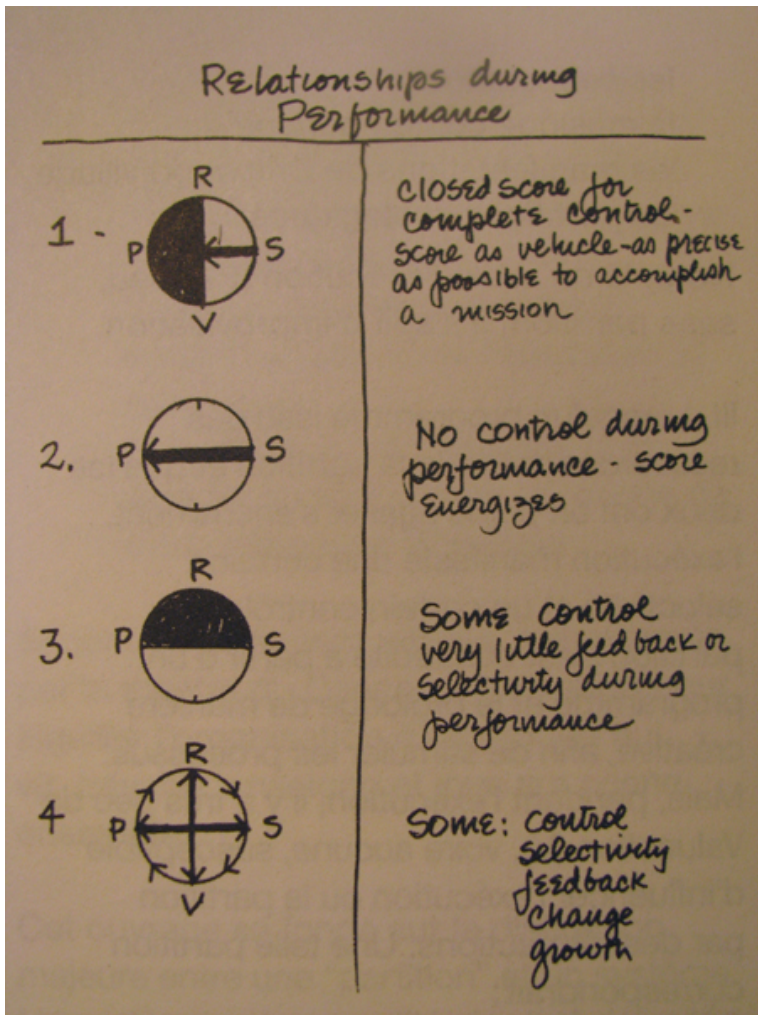 Relationships during
Performance
1 -
R
P
S
V
closed score for
complete control -
score as vehicle - as precise
as possible to accomplish
a mission
2.
P
S
No control during
performance - score
energizes
3.
R
P
S
Some control
very little feedback or
selectivity during
performance
4
R
P
S
V
Some: control
selectivity
feedback
change
growth